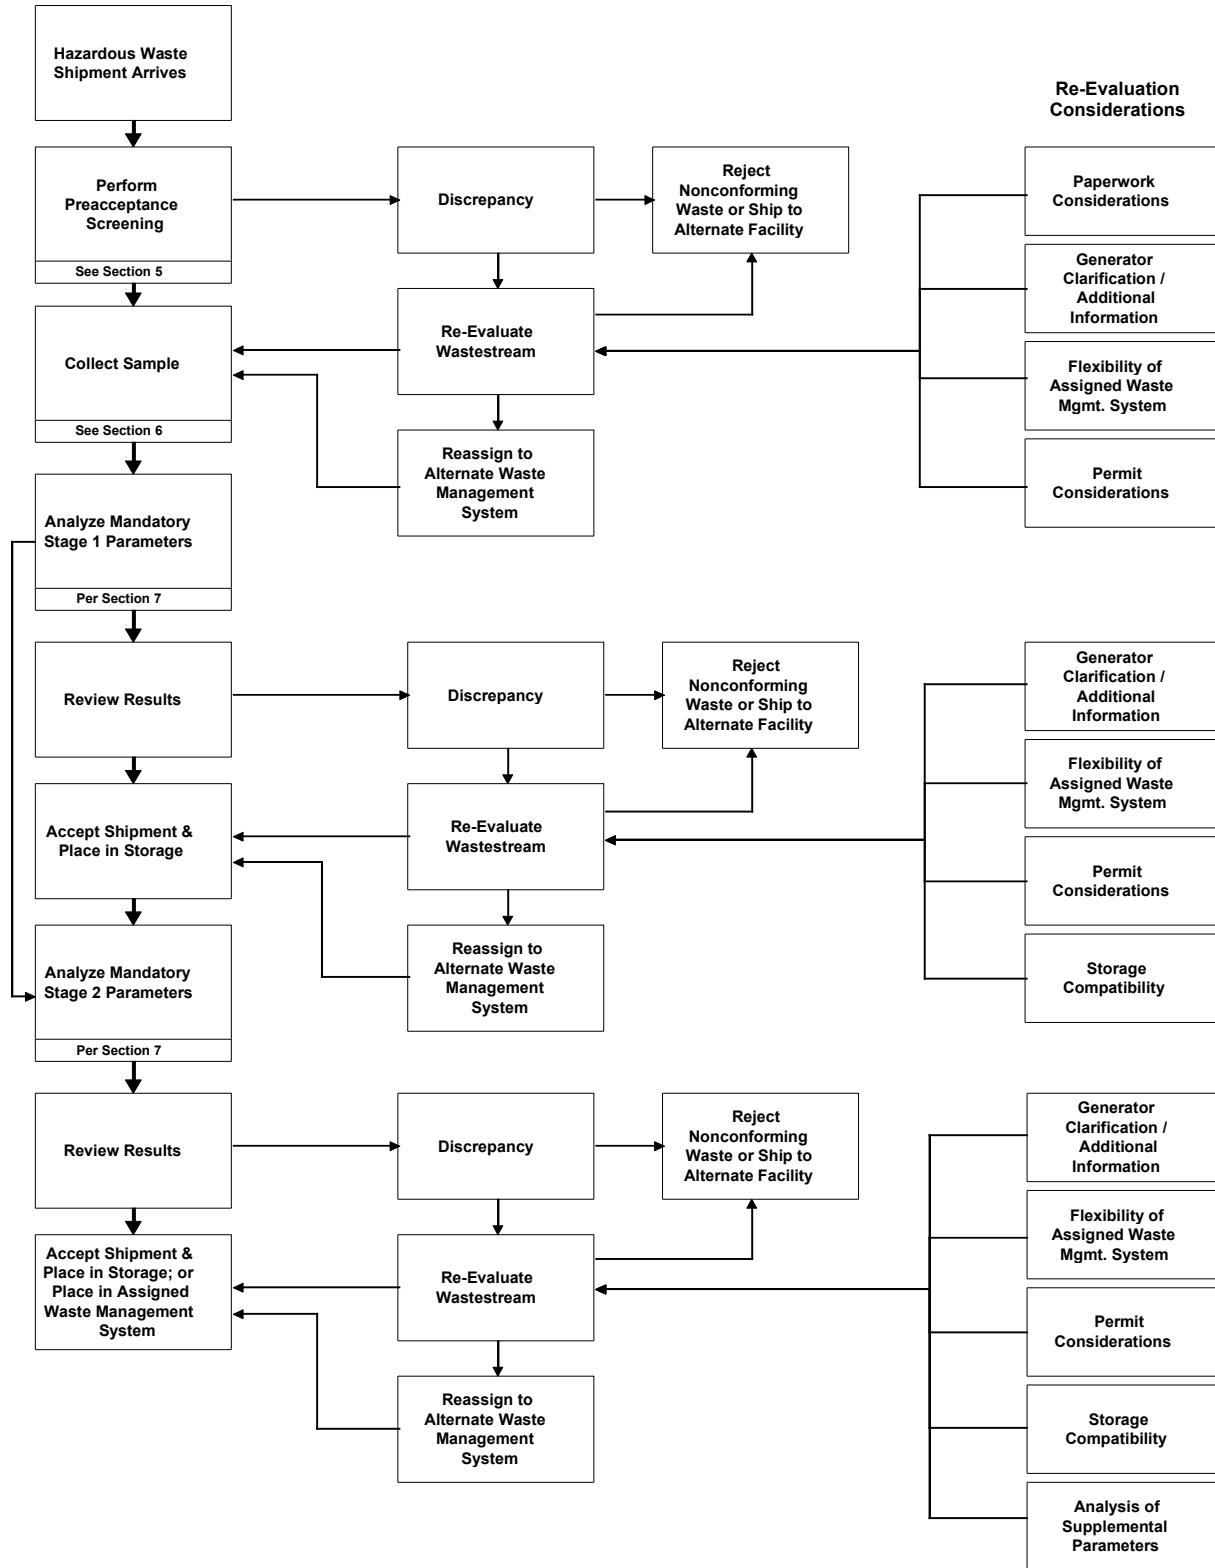 Hazardous Waste
Shipment Arrives
Re-Evaluation
Considerations
Perform
Preacceptance
Screening
See Section 5
Discrepancy
Reject
Nonconforming
Waste or Ship to
Alternate Facility
Paperwork
Considerations
Generator
Clarification /
Additional
Information
Collect Sample
See Section 6
Re-Evaluate
Wastestream
Flexibility of
Assigned Waste
Mgmt. System
Reassign to
Alternate Waste
Management
System
Permit
Considerations
Analyze Mandatory
Stage 1 Parameters
Per Section 7
Review Results
Discrepancy
Reject
Nonconforming
Waste or Ship to
Alternate Facility
Generator
Clarification /
Additional
Information
Accept Shipment &
Place in Storage
Re-Evaluate
Wastestream
Flexibility of
Assigned Waste
Mgmt. System
Permit
Considerations
Analyze Mandatory
Stage 2 Parameters
Per Section 7
Reassign to
Alternate Waste
Management
System
Storage
Compatibility
Review Results
Discrepancy
Reject
Nonconforming
Waste or Ship to
Alternate Facility
Generator
Clarification /
Additional
Information
Accept Shipment &
Place in Storage; or
Place in Assigned
Waste Management
System
Re-Evaluate
Wastestream
Flexibility of
Assigned Waste
Mgmt. System
Permit
Considerations
Reassign to
Alternate Waste
Management
System
Storage
Compatibility
Analysis of
Supplemental
Parameters